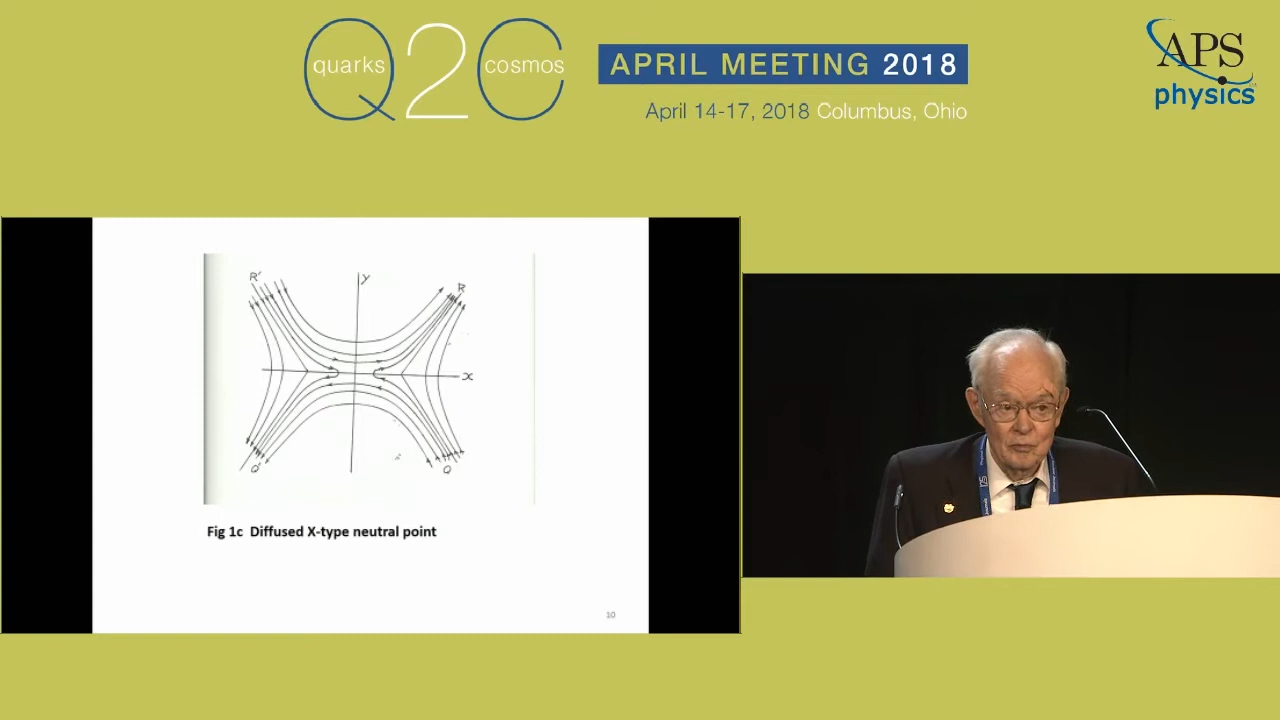 quarks Q2C cosmos
APRIL MEETING 2018
April 14-17, 2018 Columbus, Ohio
APS
physics
R'
y
R
x
Q'
Q
Fig 1c  Diffused X-type neutral point
10